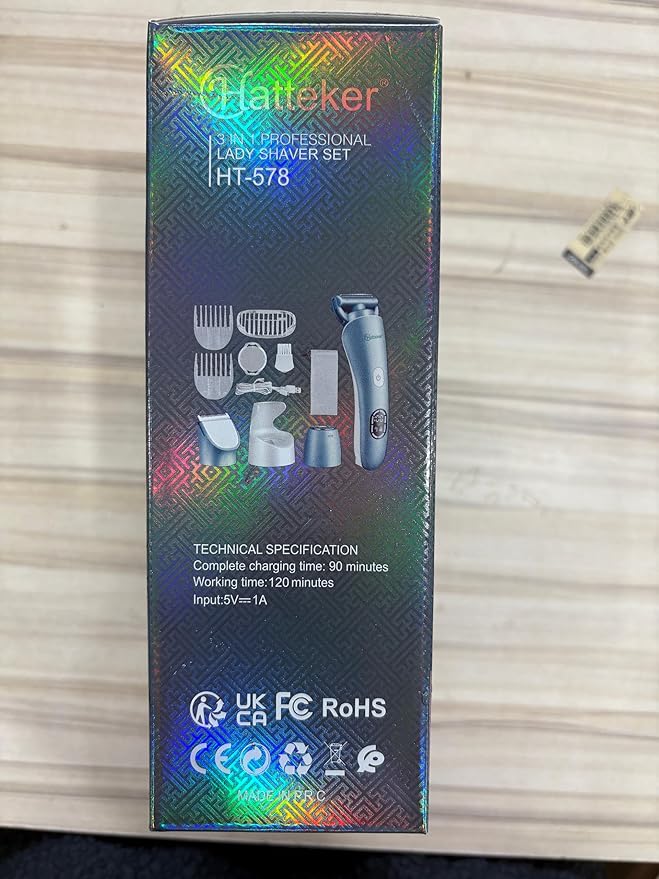 Hatteker®
3 IN 1 PROFESSIONAL
LADY SHAVER SET
HT-578
Hatteker
TECHNICAL SPECIFICATION
Complete charging time: 90 minutes
Working time:120 minutes
Input:5V⎓1A
UK CA FC RoHS
CE
MADE IN P.R.C